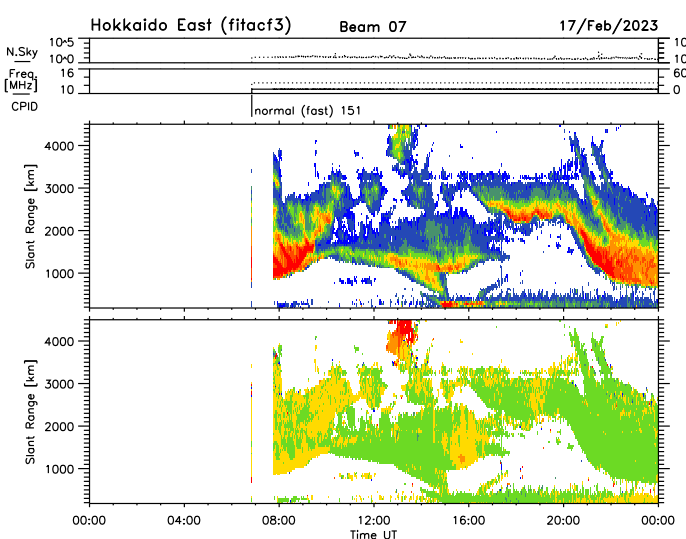 Hokkaido East (fitacf3) Beam 07 17/Feb/2023
N.Sky 10^5 10^0 10 10
Freq. [MHz] 16 10 60 0
CPID normal (fast) 151
Slant Range [km] 4000 3000 2000 1000
Slant Range [km] 4000 3000 2000 1000
00:00 04:00 08:00 12:00 16:00 20:00 00:00
Time UT